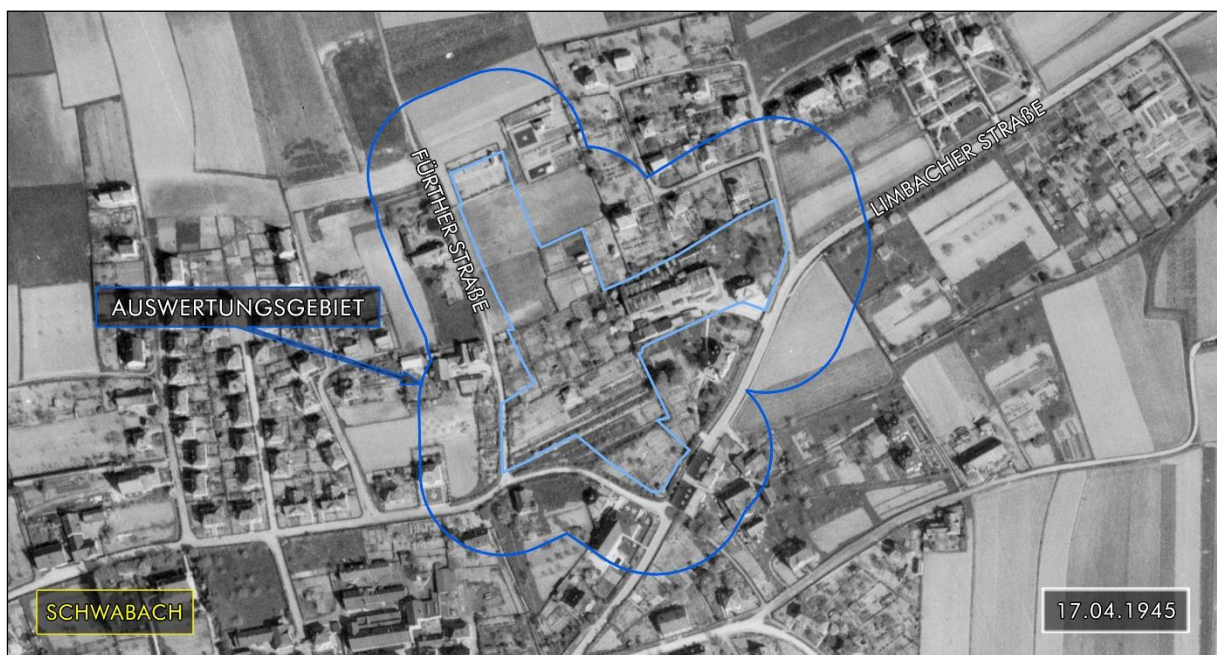 FÜRTHER STRAßE
LIMBACHER STRAßE
AUSWERTUNGSGEBIET
SCHWABACH
17.04.1945